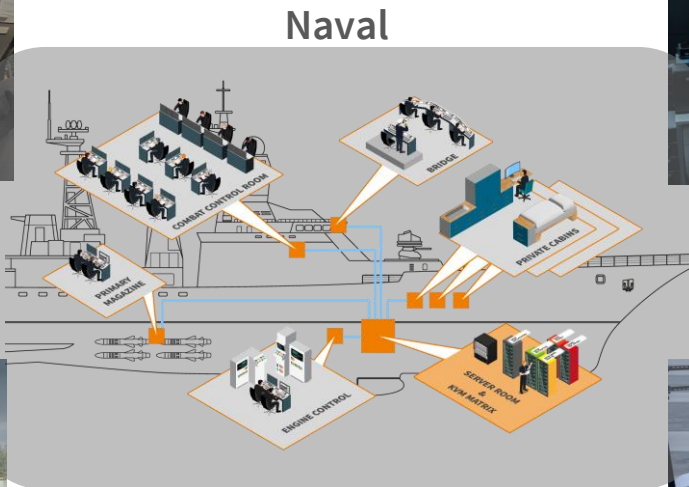 Naval
COMBAT CONTROL ROOM
BRIDGE
PRIVATE CABINS
PRIMARY
MAGAZINE
ENGINE CONTROL
SERVER ROOM
&
KVM MATRIX